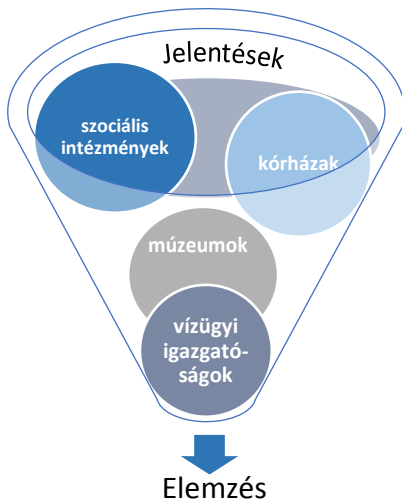 Jelentések
szociális
intézmények
kórházak
múzeumok
vízügyi
igazgató-
ságok
Elemzés